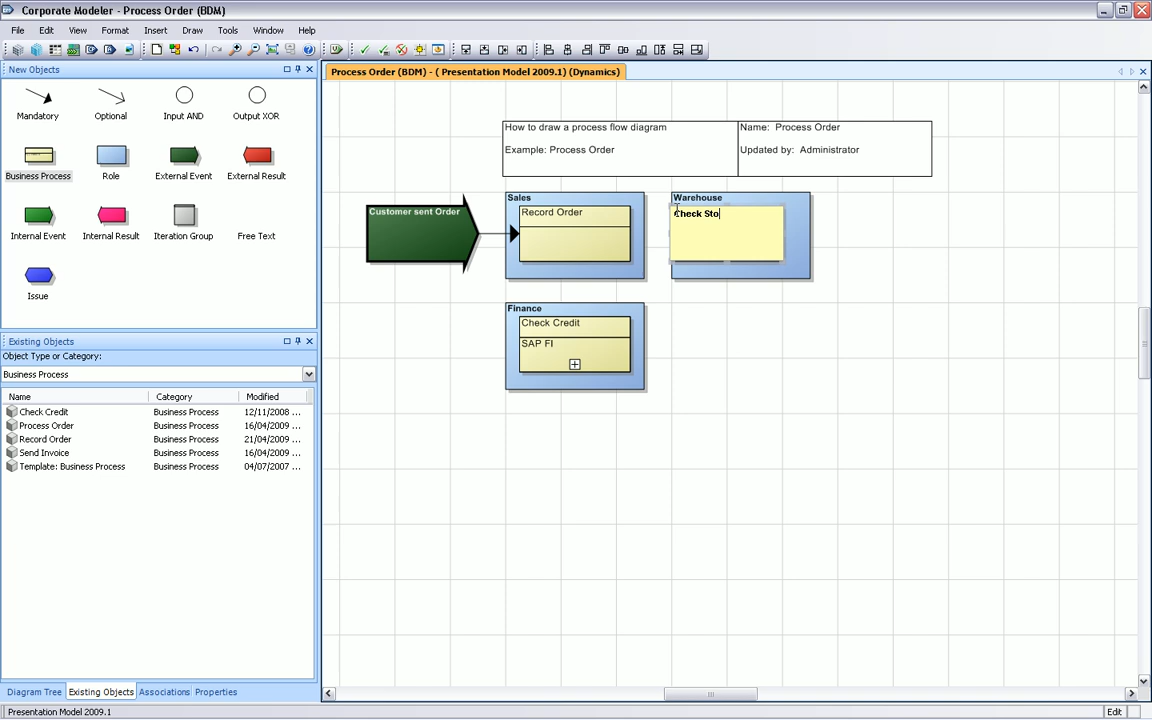 Corporate Modeler - Process Order (BDM)
File Edit View Format Insert Draw Tools Window Help
New Objects
Mandatory Optional Input AND Output XOR
Business Process Role External Event External Result
Internal Event Internal Result Iteration Group Free Text
Issue
Existing Objects
Object Type or Category:
Business Process
Name Category Modified
Check Credit Business Process 12/11/2008 ...
Process Order Business Process 16/04/2009 ...
Record Order Business Process 21/04/2009 ...
Send Invoice Business Process 16/04/2009 ...
Template: Business Process Business Process 04/07/2007 ...
Diagram Tree Existing Objects Associations Properties
Presentation Model 2009.1
Process Order (BDM) - ( Presentation Model 2009.1) (Dynamics)
How to draw a process flow diagram
Example: Process Order
Name: Process Order
Updated by: Administrator
Customer sent Order
Sales
Record Order
Warehouse
Check Sto
Finance
Check Credit
SAP FI
Edit